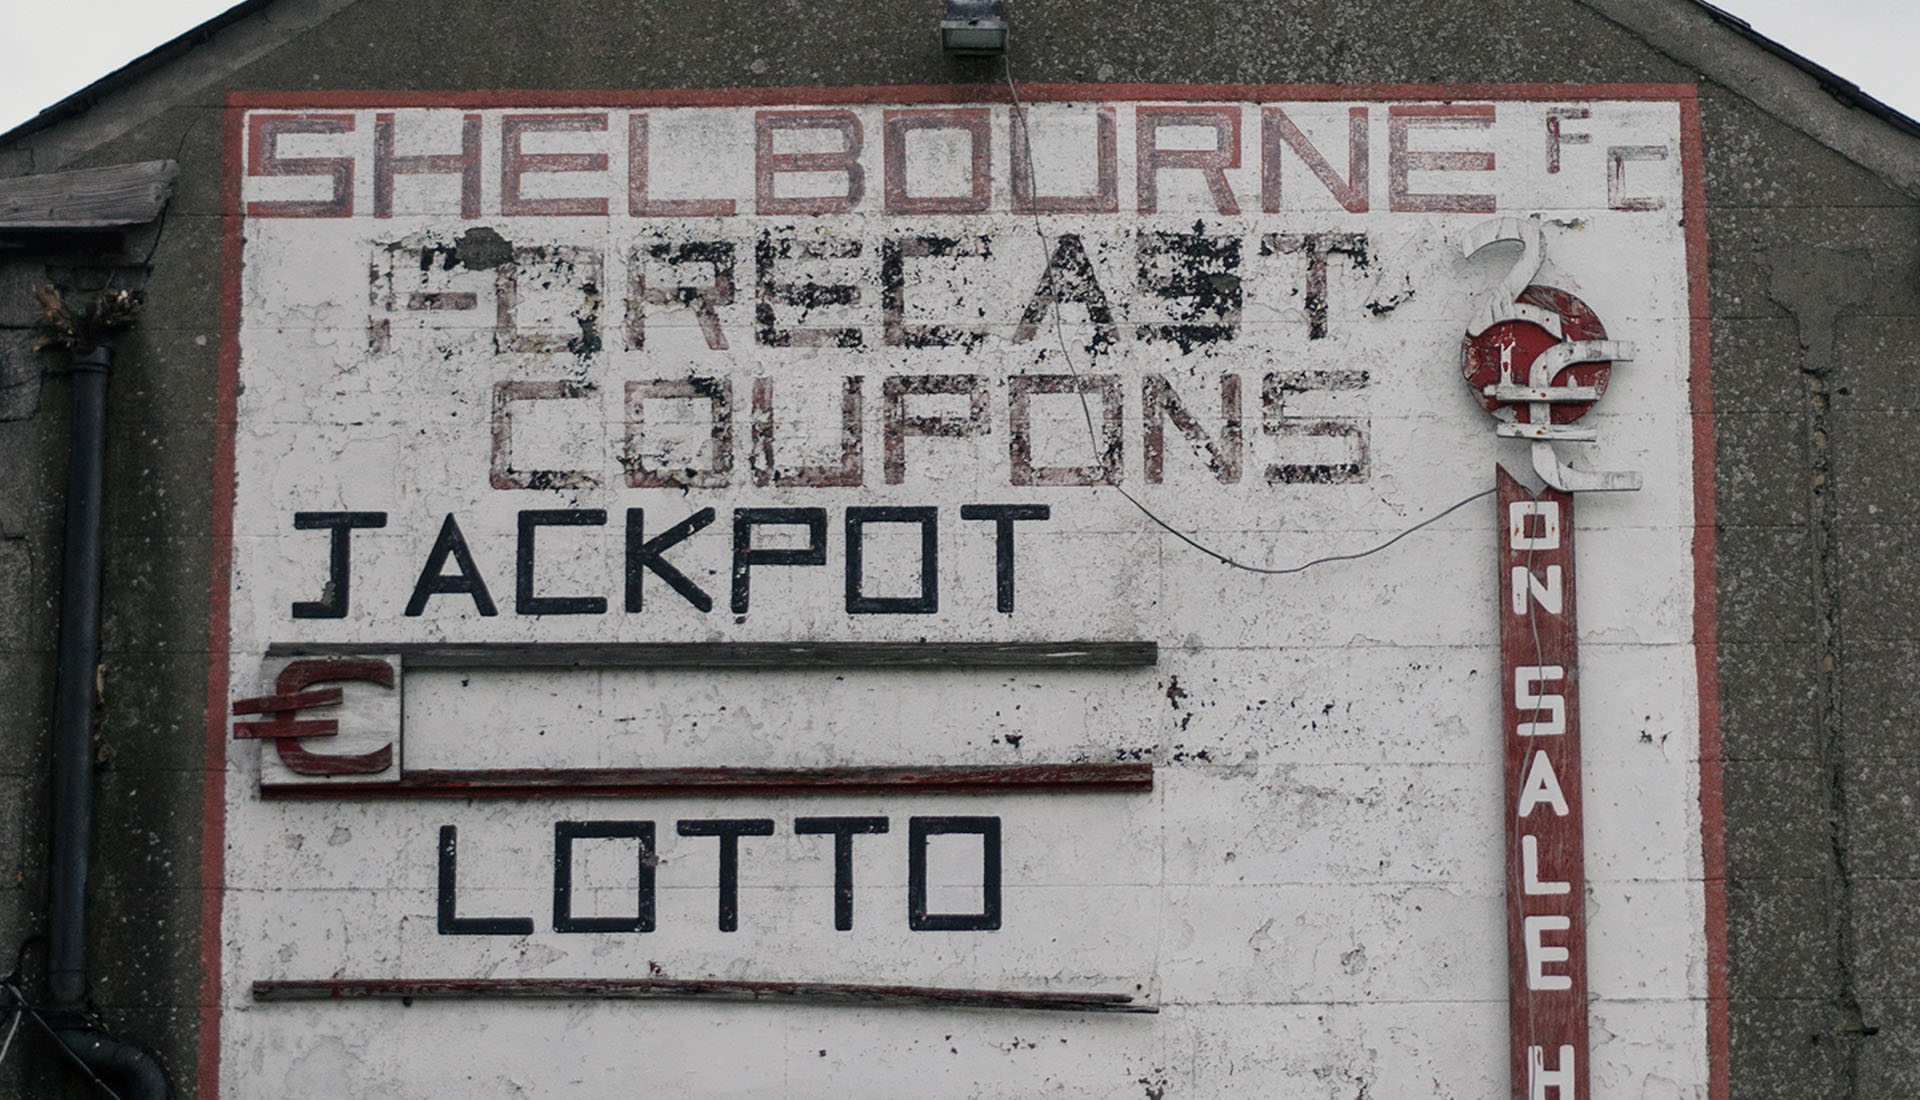 SHELBOURNE FC
FORECAST
COUPONS
JACKPOT
€
LOTTO
ON SALE H